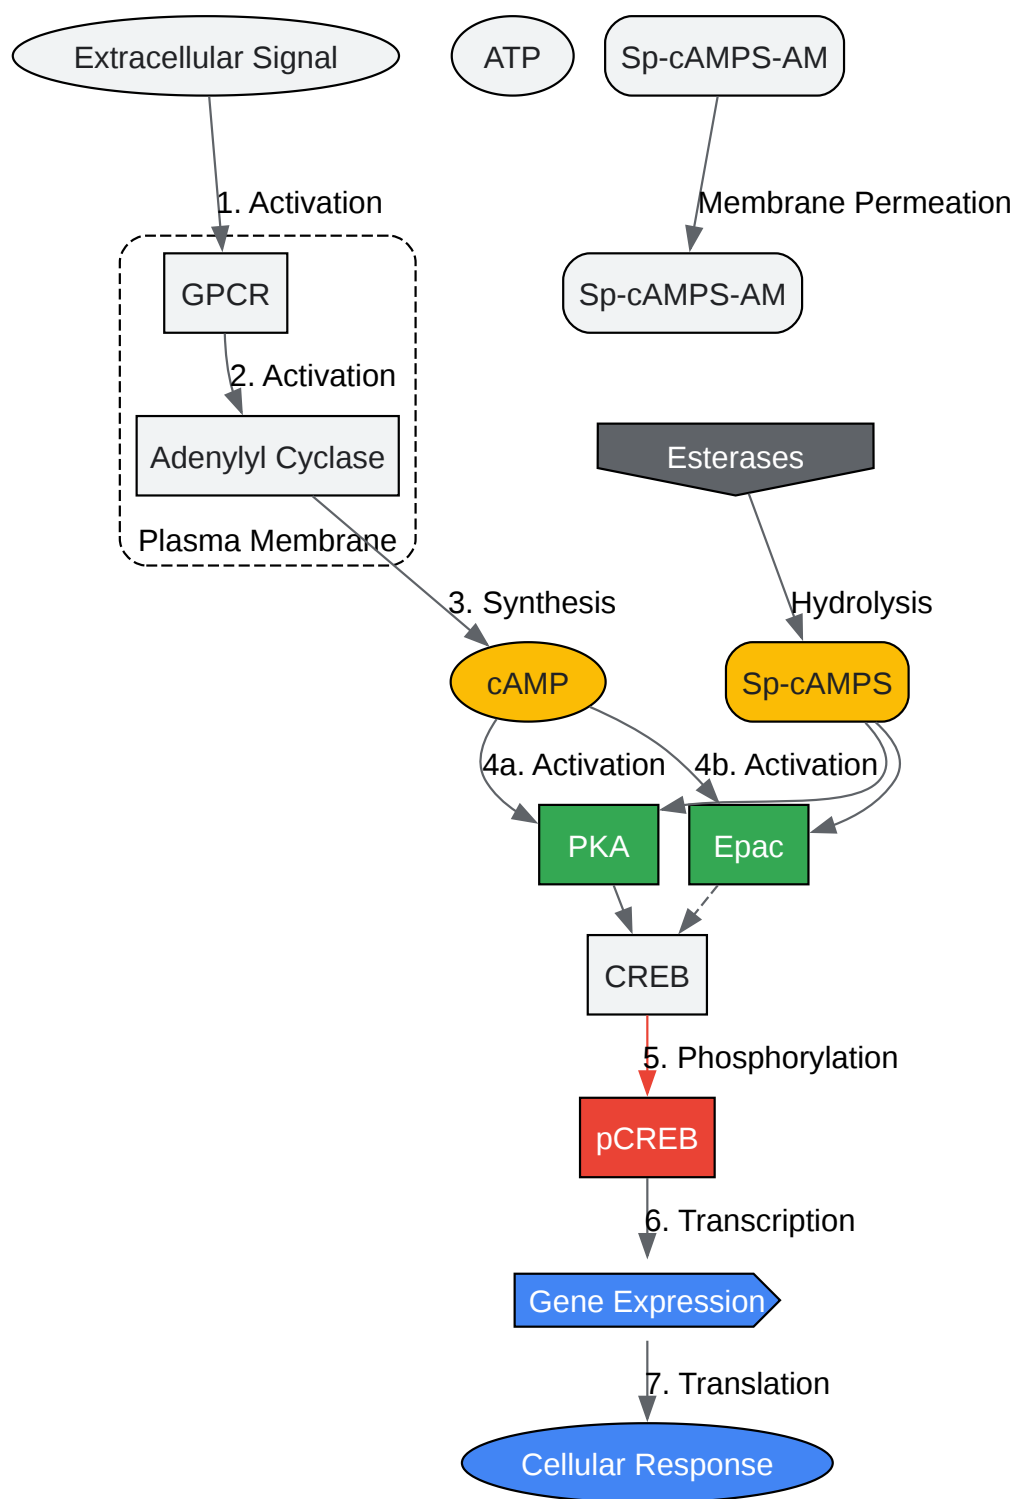 Extracellular Signal
ATP
Sp-cAMPS-AM
1. Activation
Membrane Permeation
GPCR
Sp-cAMPS-AM
2. Activation
Adenylyl Cyclase
Esterases
Plasma Membrane
3. Synthesis
Hydrolysis
cAMP
Sp-cAMPS
4a. Activation
4b. Activation
PKA
Epac
CREB
5. Phosphorylation
pCREB
6. Transcription
Gene Expression
7. Translation
Cellular Response